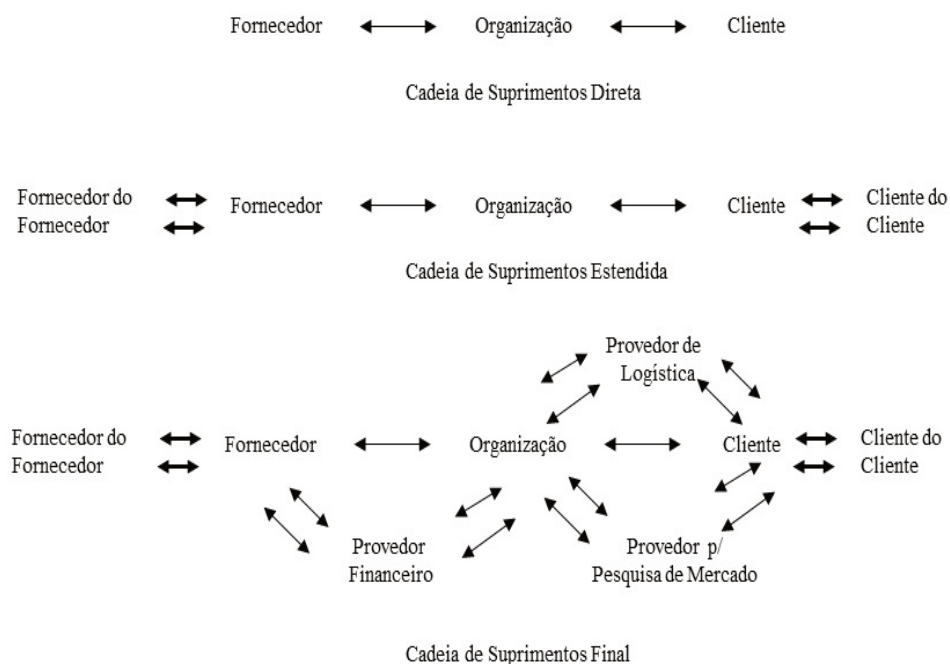 Fornecedor Organização Cliente
Cadeia de Suprimentos Direta
Fornecedor do
Fornecedor
Fornecedor Organização Cliente
Cliente do
Cliente
Cadeia de Suprimentos Estendida
Provedor de
Logística
Fornecedor do
Fornecedor
Fornecedor Organização Cliente
Cliente do
Cliente
Provedor
Financeiro
Provedor p/
Pesquisa de Mercado
Cadeia de Suprimentos Final